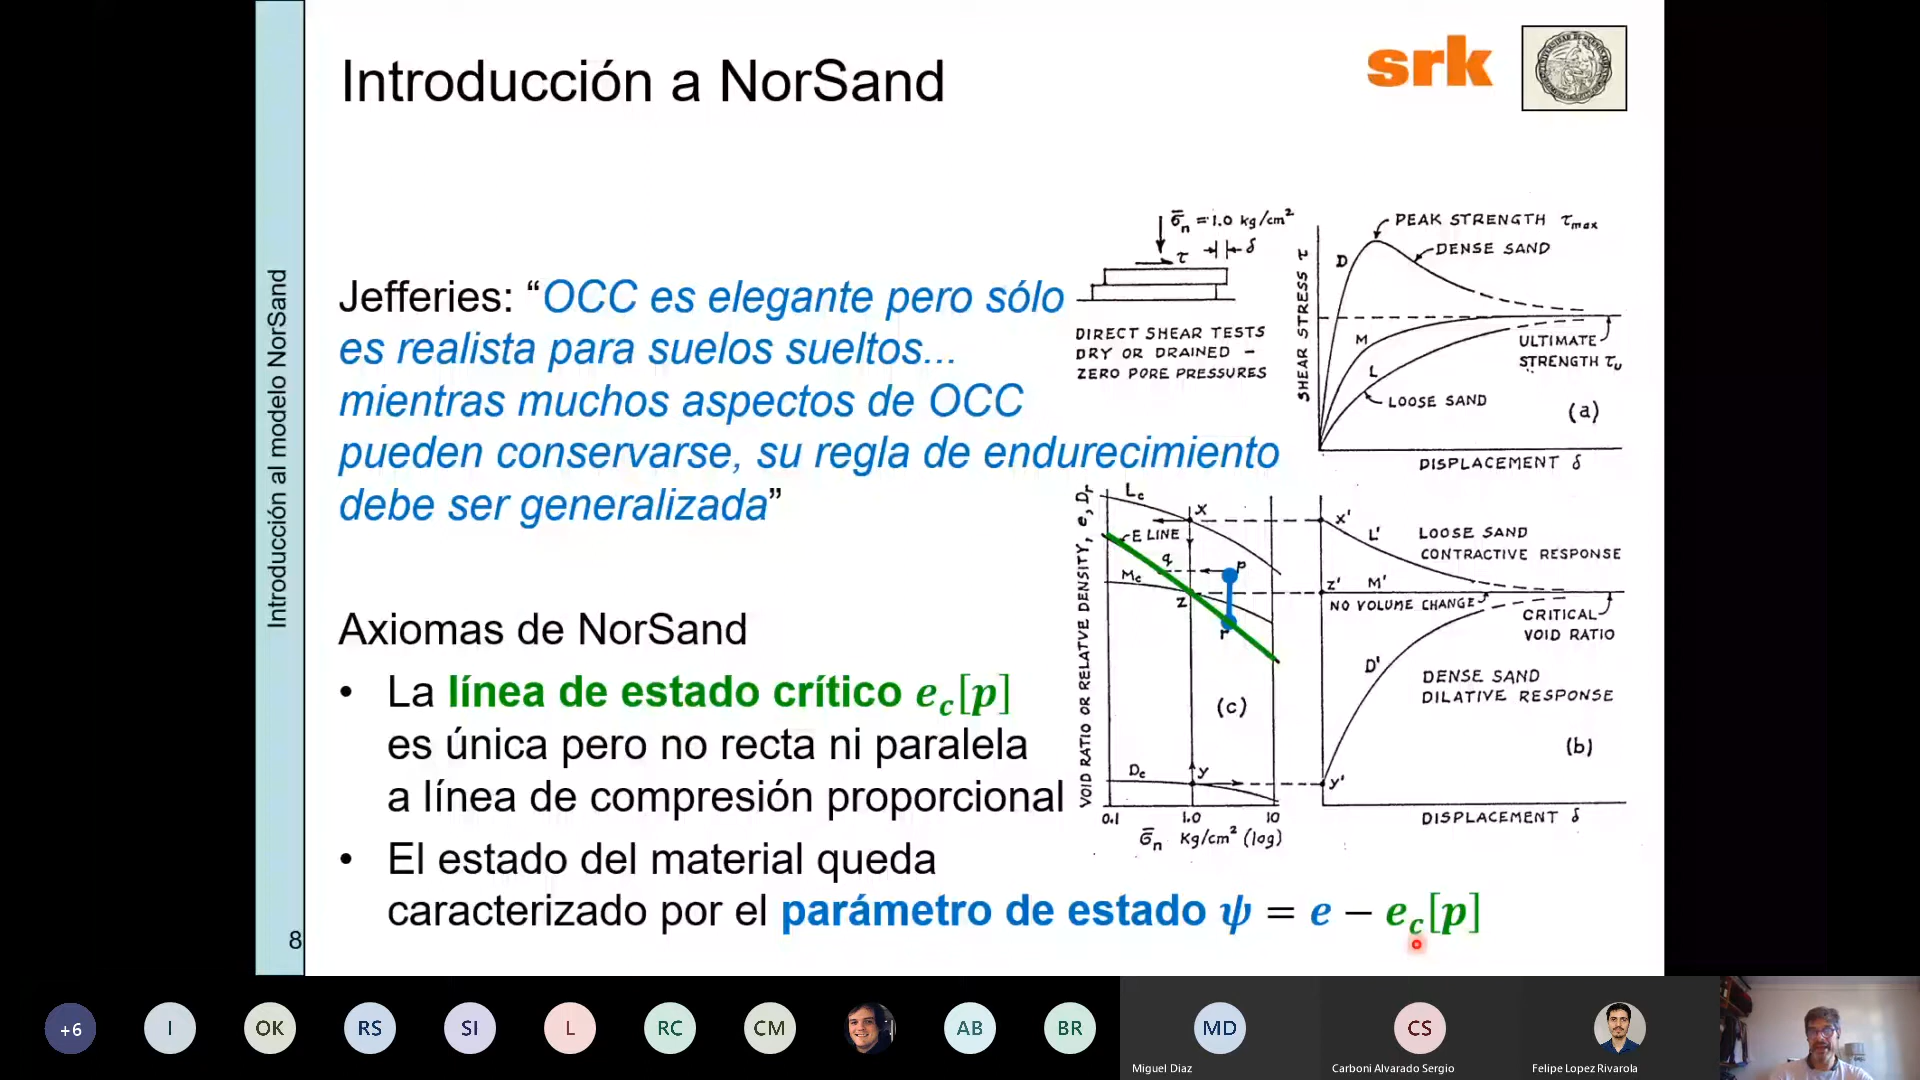 Introducción a NorSand
srk
Introducción al modelo NorSand
8
Jefferies: “OCC es elegante pero sólo
es realista para suelos sueltos...
mientras muchos aspectos de OCC
pueden conservarse, su regla de endurecimiento
debe ser generalizada”
Axiomas de NorSand
• La línea de estado crítico e_c[p]
es única pero no recta ni paralela
a línea de compresión proporcional
• El estado del material queda
caracterizado por el parámetro de estado ψ = e − e_c[p]
σ̄n = 1.0 kg/cm²
τ
δ
DIRECT SHEAR TESTS
DRY OR DRAINED –
ZERO PORE PRESSURES
SHEAR STRESS τ
PEAK STRENGTH τmax
DENSE SAND
D
M
L
ULTIMATE
STRENGTH τu
LOOSE SAND
(a)
DISPLACEMENT δ
VOID RATIO OR RELATIVE DENSITY, e, Dr
Lc
x
E LINE
q
p
Mc
z
r
(c)
Dc
y
0.1 1.0 10
σ̄n Kg/cm² (log)
x'
L'
LOOSE SAND
CONTRACTIVE RESPONSE
z'
M'
NO VOLUME CHANGE
CRITICAL
VOID RATIO
D'
DENSE SAND
DILATIVE RESPONSE
(b)
y'
DISPLACEMENT δ
+6
I
OK
RS
SI
L
RC
CM
AB
BR
MD
Miguel Diaz
CS
Carboni Alvarado Sergio
Felipe Lopez Rivarola